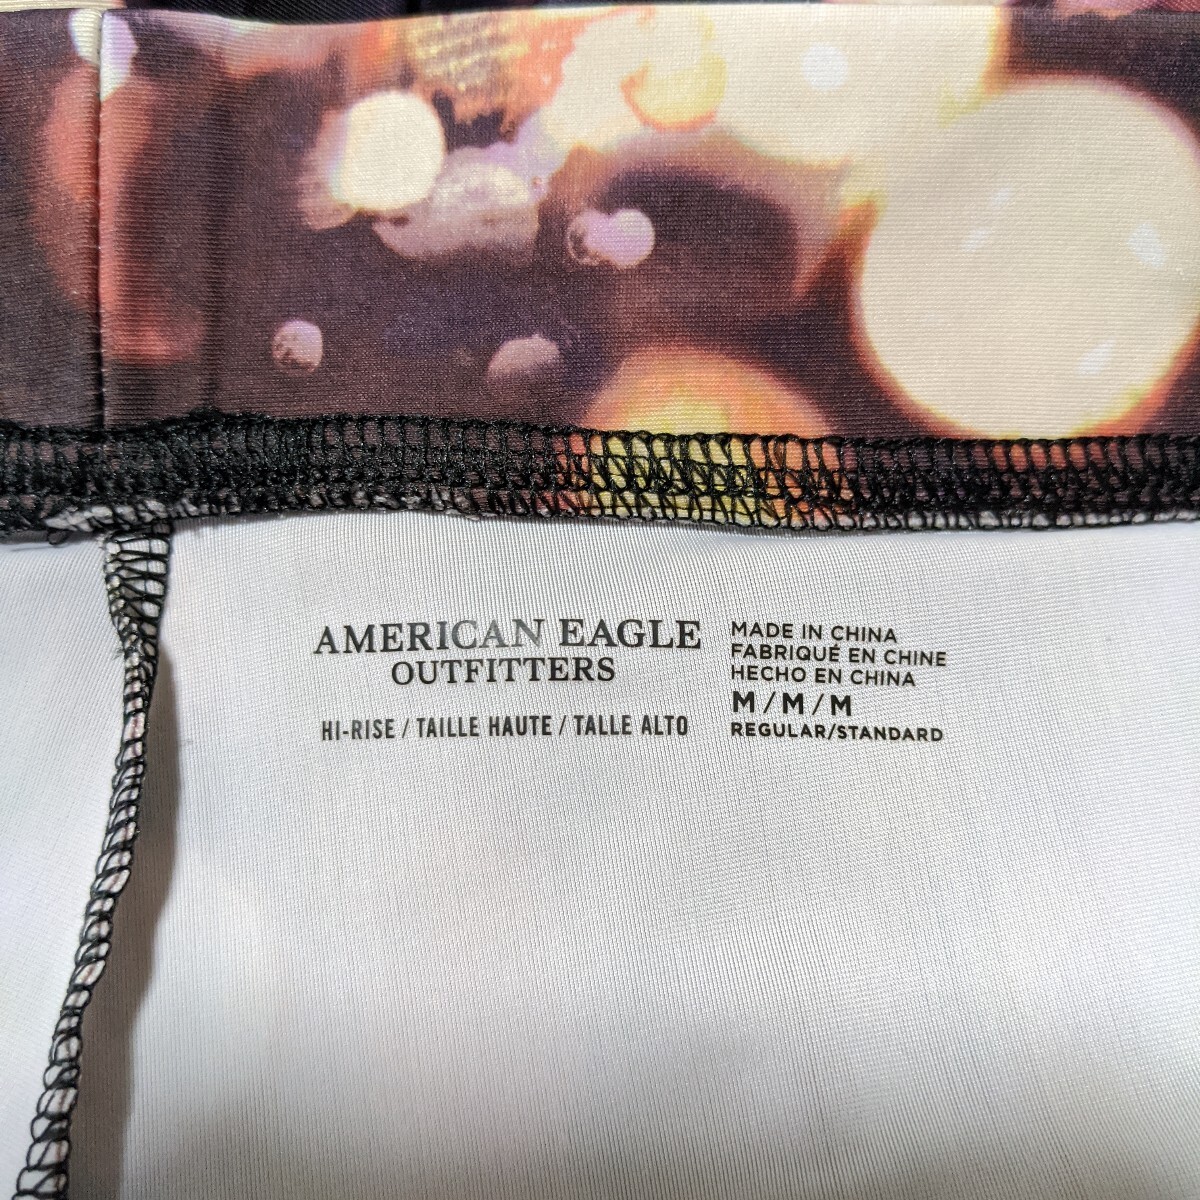 AMERICAN EAGLE
OUTFITTERS
HI-RISE / TAILLE HAUTE / TALLE ALTO
MADE IN CHINA
FABRIQUÉ EN CHINE
HECHO EN CHINA
M/M/M
REGULAR/STANDARD